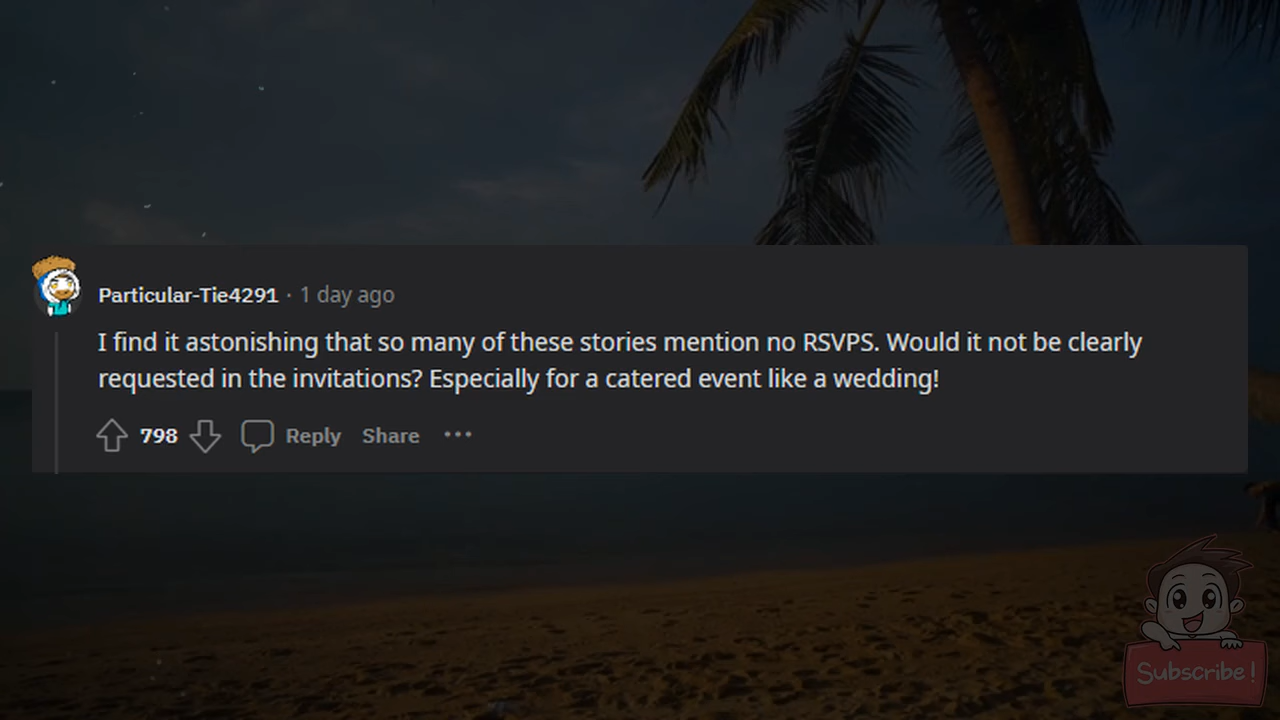 Particular-Tie4291 · 1 day ago
I find it astonishing that so many of these stories mention no RSVPS. Would it not be clearly
requested in the invitations? Especially for a catered event like a wedding!
798 Reply Share ···
Subscribe!